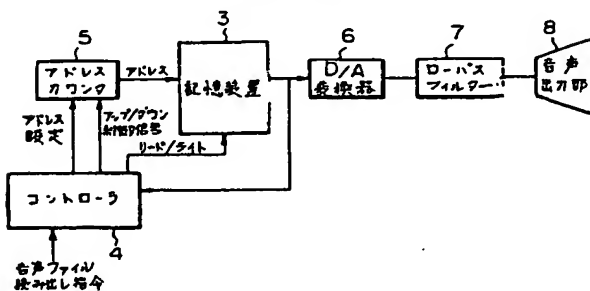 3
5
6
7
8
アドレス
カウンタ
アドレス
記憶装置
D/A
変換器
ローパス
フィルター
音声
出力部
アドレス
設定
アップ/ダウン
制御信号
リード/ライト
コントローラ
4
音声ファイル
読み出し指令